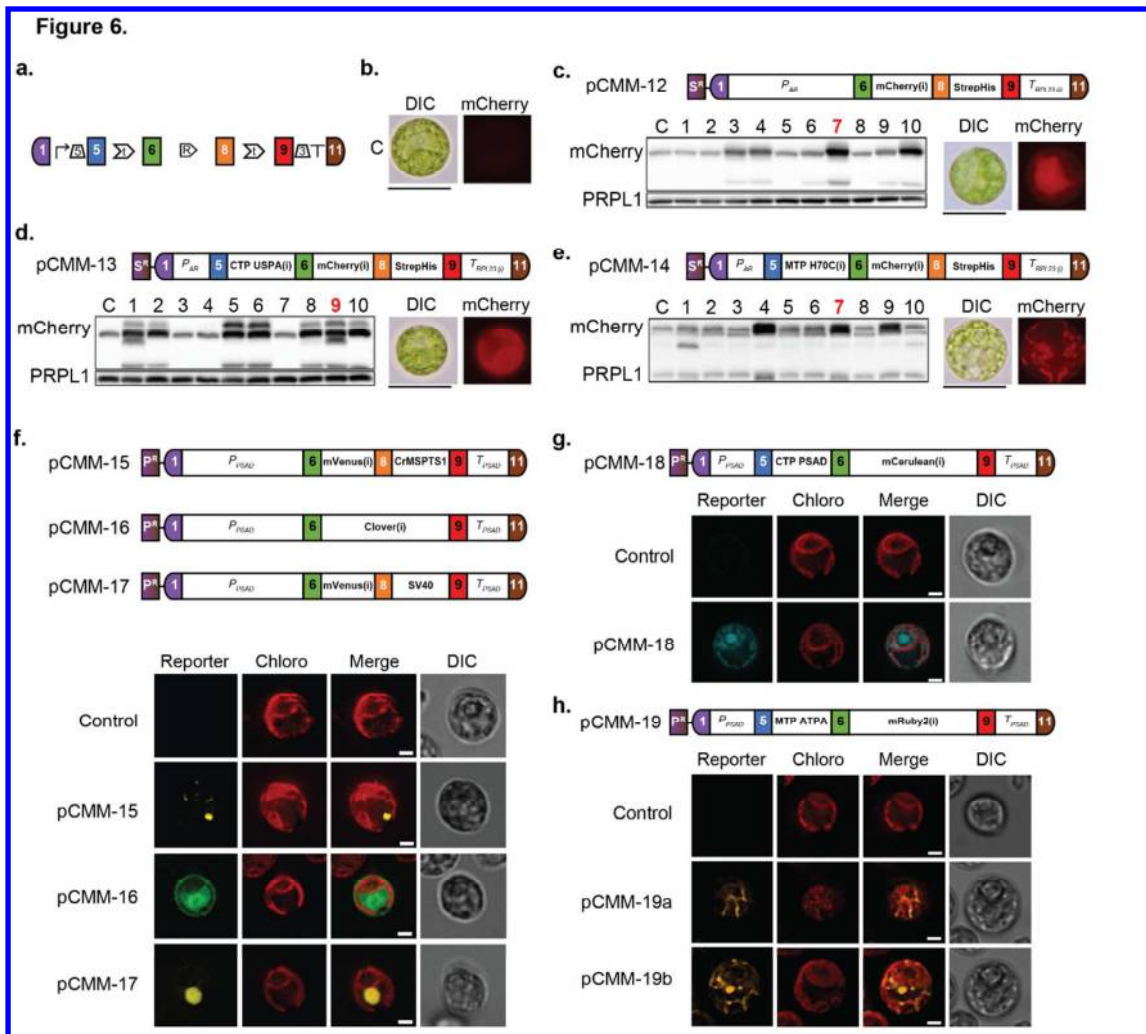 Figure 6.
a.
1 5 5 1 6 R 8 1 9 3 11
b.
DIC mCherry
C
c.
pCMM-12 S^R 1 P_AR 6 mCherry(i) 8 StrepHis 9 T_RPL23 (i) 11
C 1 2 3 4 5 6 7 8 9 10
DIC mCherry
mCherry
PRPL1
d.
pCMM-13 S^R 1 P_AR 5 CTP USPA(i) 6 mCherry(i) 8 StrepHis 9 T_RPL23 (i) 11
C 1 2 3 4 5 6 7 8 9 10
DIC mCherry
mCherry
PRPL1
e.
pCMM-14 S^R 1 P_AR 5 MTP H70C(i) 6 mCherry(i) 8 StrepHis 9 T_RPL23 (i) 11
C 1 2 3 4 5 6 7 8 9 10
DIC mCherry
mCherry
PRPL1
f.
pCMM-15 P^R 1 P_PSAD 6 mVenus(i) 8 CrMSPTS1 9 T_PSAD 11
pCMM-16 P^R 1 P_PSAD 6 Clover(i) 9 T_PSAD 11
pCMM-17 P^R 1 P_PSAD 6 mVenus(i) 8 SV40 9 T_PSAD 11
Reporter Chloro Merge DIC
Control
pCMM-15
pCMM-16
pCMM-17
g.
pCMM-18 P^R 1 P_PSAD 5 CTP PSAD 6 mCerulean(i) 9 T_PSAD 11
Reporter Chloro Merge DIC
Control
pCMM-18
h.
pCMM-19 P^R 1 P_PSAD 5 MTP ATPA 6 mRuby2(i) 9 T_PSAD 11
Reporter Chloro Merge DIC
Control
pCMM-19a
pCMM-19b